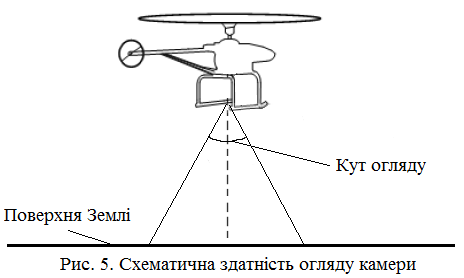 Кут огляду
Поверхня Землі
Рис. 5. Схематична здатність огляду камери